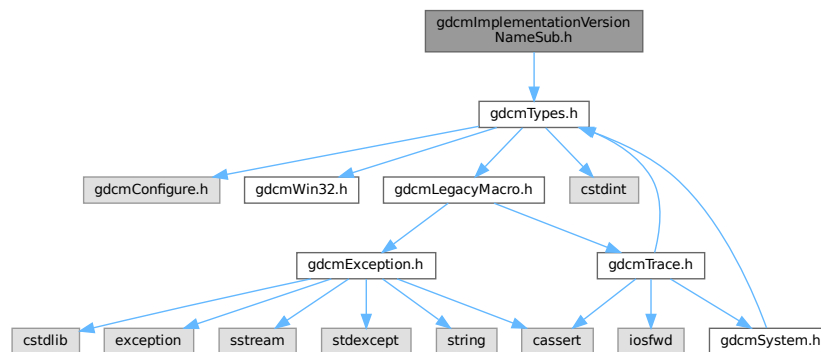 gdcmImplementationVersion
NameSub.h
gdcmTypes.h
gdcmConfigure.h
gdcmWin32.h
gdcmLegacyMacro.h
cstdint
gdcmException.h
gdcmTrace.h
cstdlib
exception
sstream
stdexcept
string
cassert
iosfwd
gdcmSystem.h